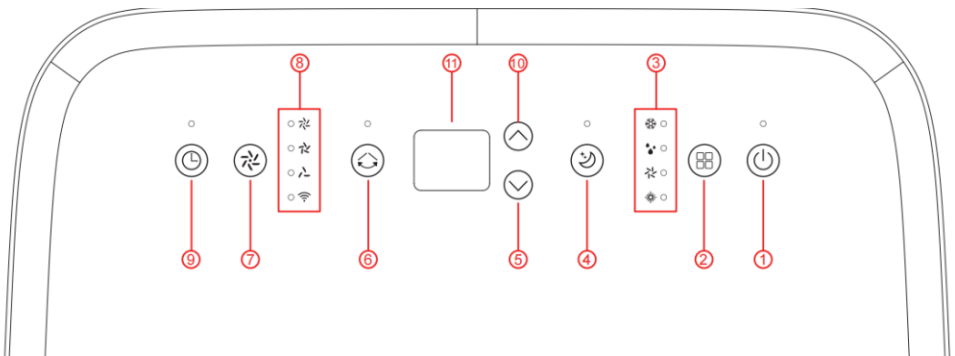 ⑧ ⑪ ⑩ ③
⑨ ⑦ ⑥ ⑤ ④ ② ①